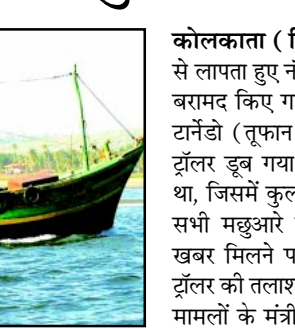 कोलकाता (
से लापता हुए
बरामद किए
टार्नेडो (तूफान
ट्रॉलर डूब गया
था, जिसमें
सभी मछुआरे
खबर मिलने
ट्रॉलर की तलाश
मामलों के मंत्री